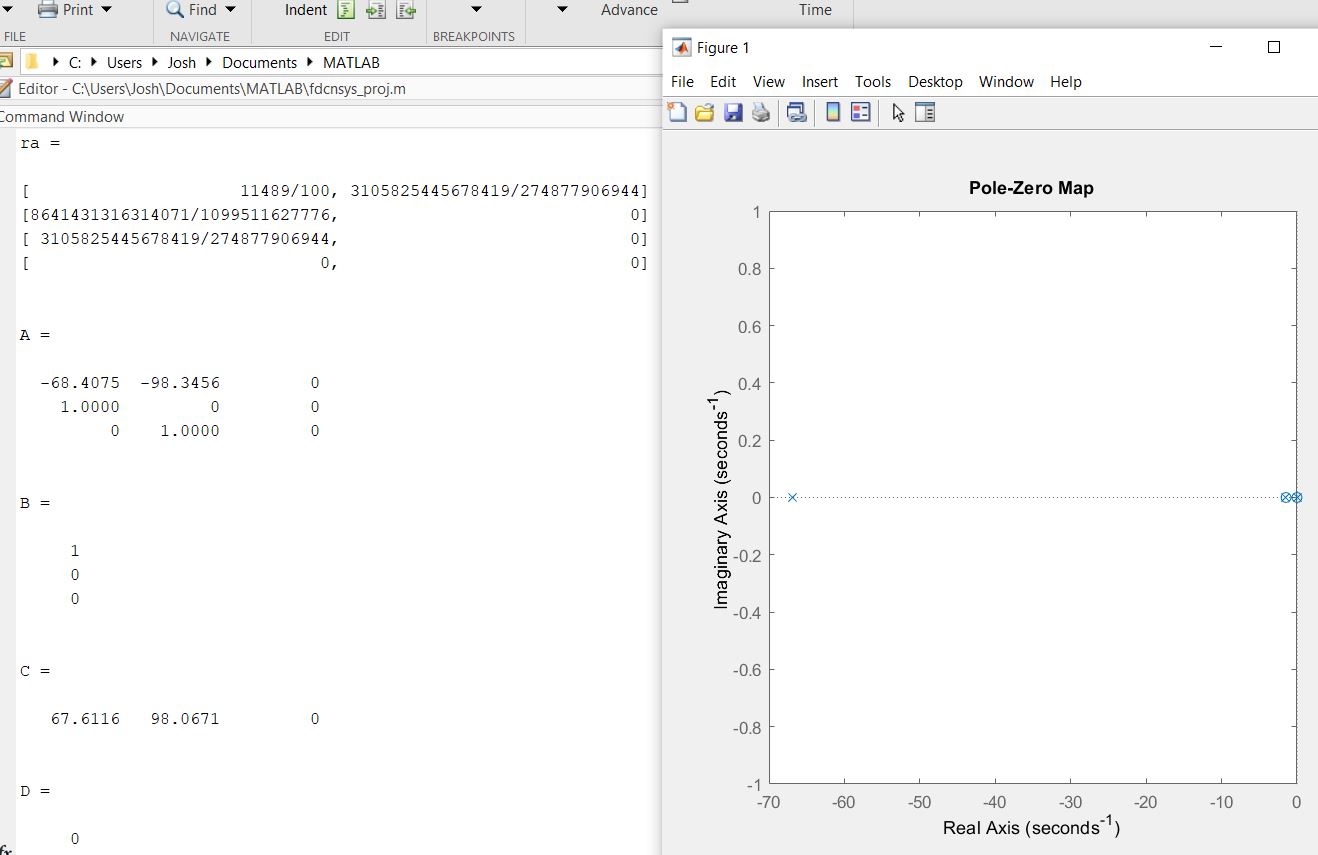 Print Find Indent Advance Time
FILE NAVIGATE EDIT BREAKPOINTS
C: Users Josh Documents MATLAB
Editor - C:\Users\Josh\Documents\MATLAB\fdcnsys_proj.m
Command Window
ra =
[ 11489/100, 3105825445678419/274877906944]
[8641431316314071/1099511627776, 0]
[ 3105825445678419/274877906944, 0]
[ 0, 0]
A =
-68.4075 -98.3456 0
1.0000 0 0
0 1.0000 0
B =
1
0
0
C =
67.6116 98.0671 0
D =
0
fx
Figure 1
File Edit View Insert Tools Desktop Window Help
Pole-Zero Map
1
0.8
0.6
0.4
0.2
0
-0.2
-0.4
-0.6
-0.8
-1
Imaginary Axis (seconds-1)
-70 -60 -50 -40 -30 -20 -10 0
Real Axis (seconds-1)